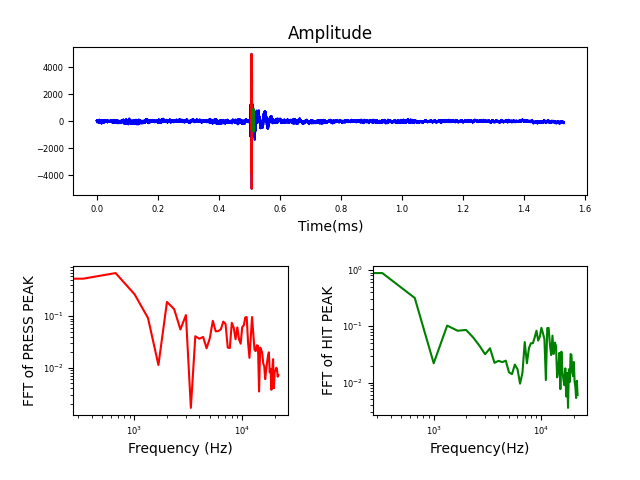 Amplitude
4000
2000
0
−2000
−4000
0.0 0.2 0.4 0.6 0.8 1.0 1.2 1.4 1.6
Time(ms)
FFT of PRESS PEAK
10⁻¹
10⁻²
10³ 10⁴
Frequency (Hz)
FFT of HIT PEAK
10⁰
10⁻¹
10⁻²
10³ 10⁴
Frequency(Hz)